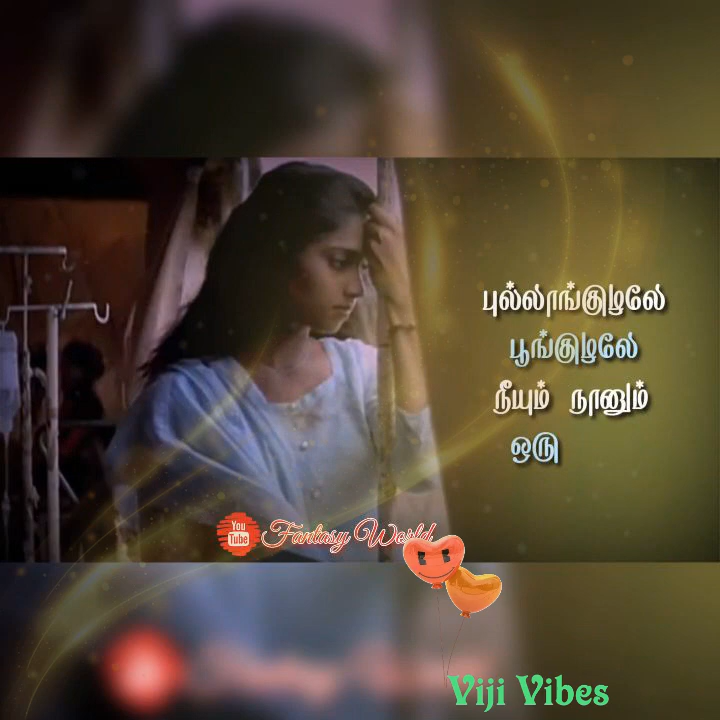 புல்லாங்குழலே
பூங்குழலே
நீயும் நானும்
ஒரு
You
Tube
Fantasy World
Viji Vibes